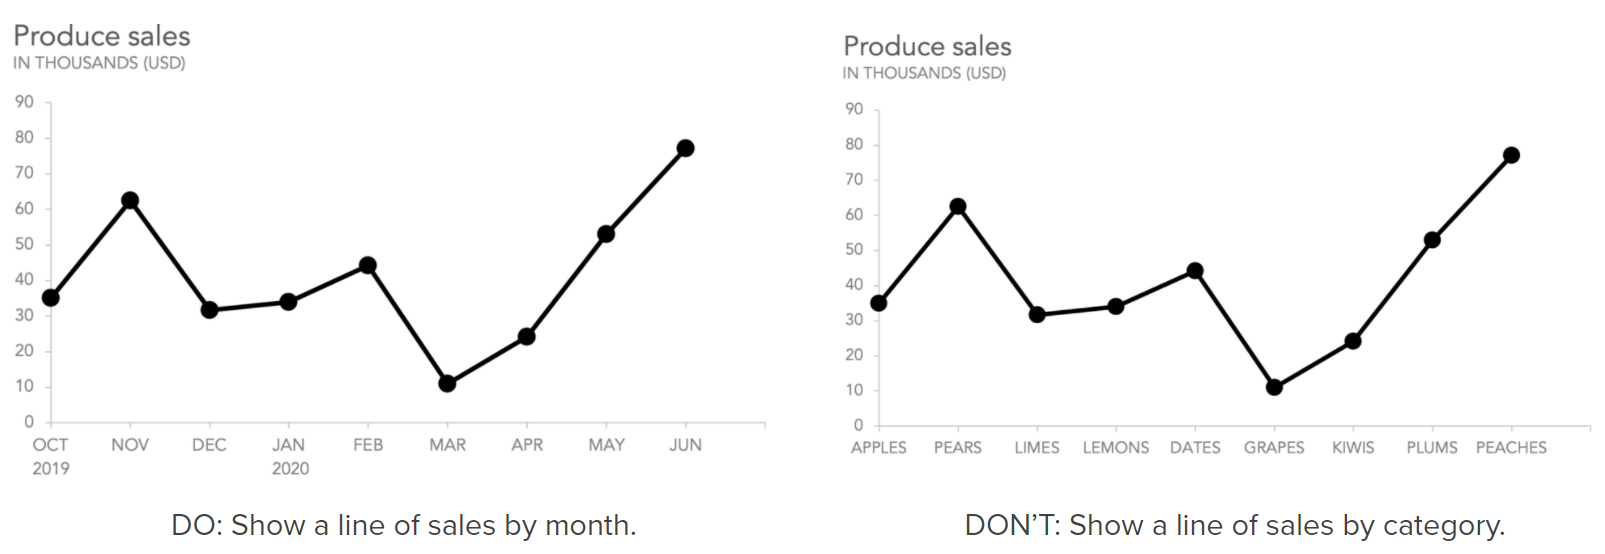 Produce sales
IN THOUSANDS (USD)
90
80
70
60
50
40
30
20
10
0
OCT NOV DEC JAN FEB MAR APR MAY JUN
2019 2020
DO: Show a line of sales by month.
Produce sales
IN THOUSANDS (USD)
90
80
70
60
50
40
30
20
10
0
APPLES PEARS LIMES LEMONS DATES GRAPES KIWIS PLUMS PEACHES
DON’T: Show a line of sales by category.